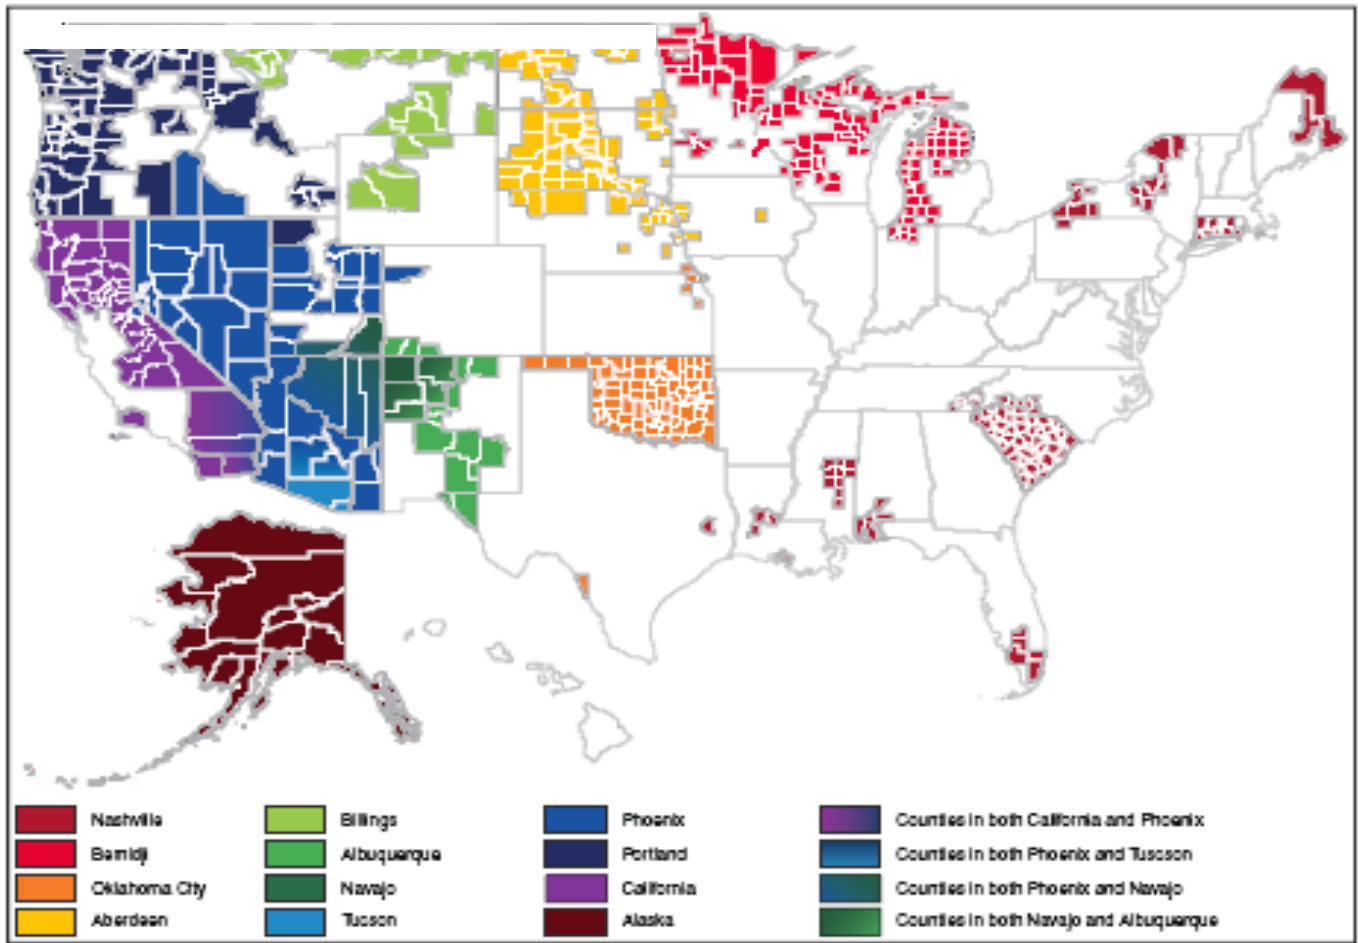 Nashville
Bemidji
Oklahoma City
Aberdeen
Billings
Albuquerque
Navajo
Tucson
Phoenix
Portland
California
Alaska
Counties in both California and Phoenix
Counties in both Phoenix and Tuscson
Counties in both Phoenix and Navajo
Counties in both Navajo and Albuquerque